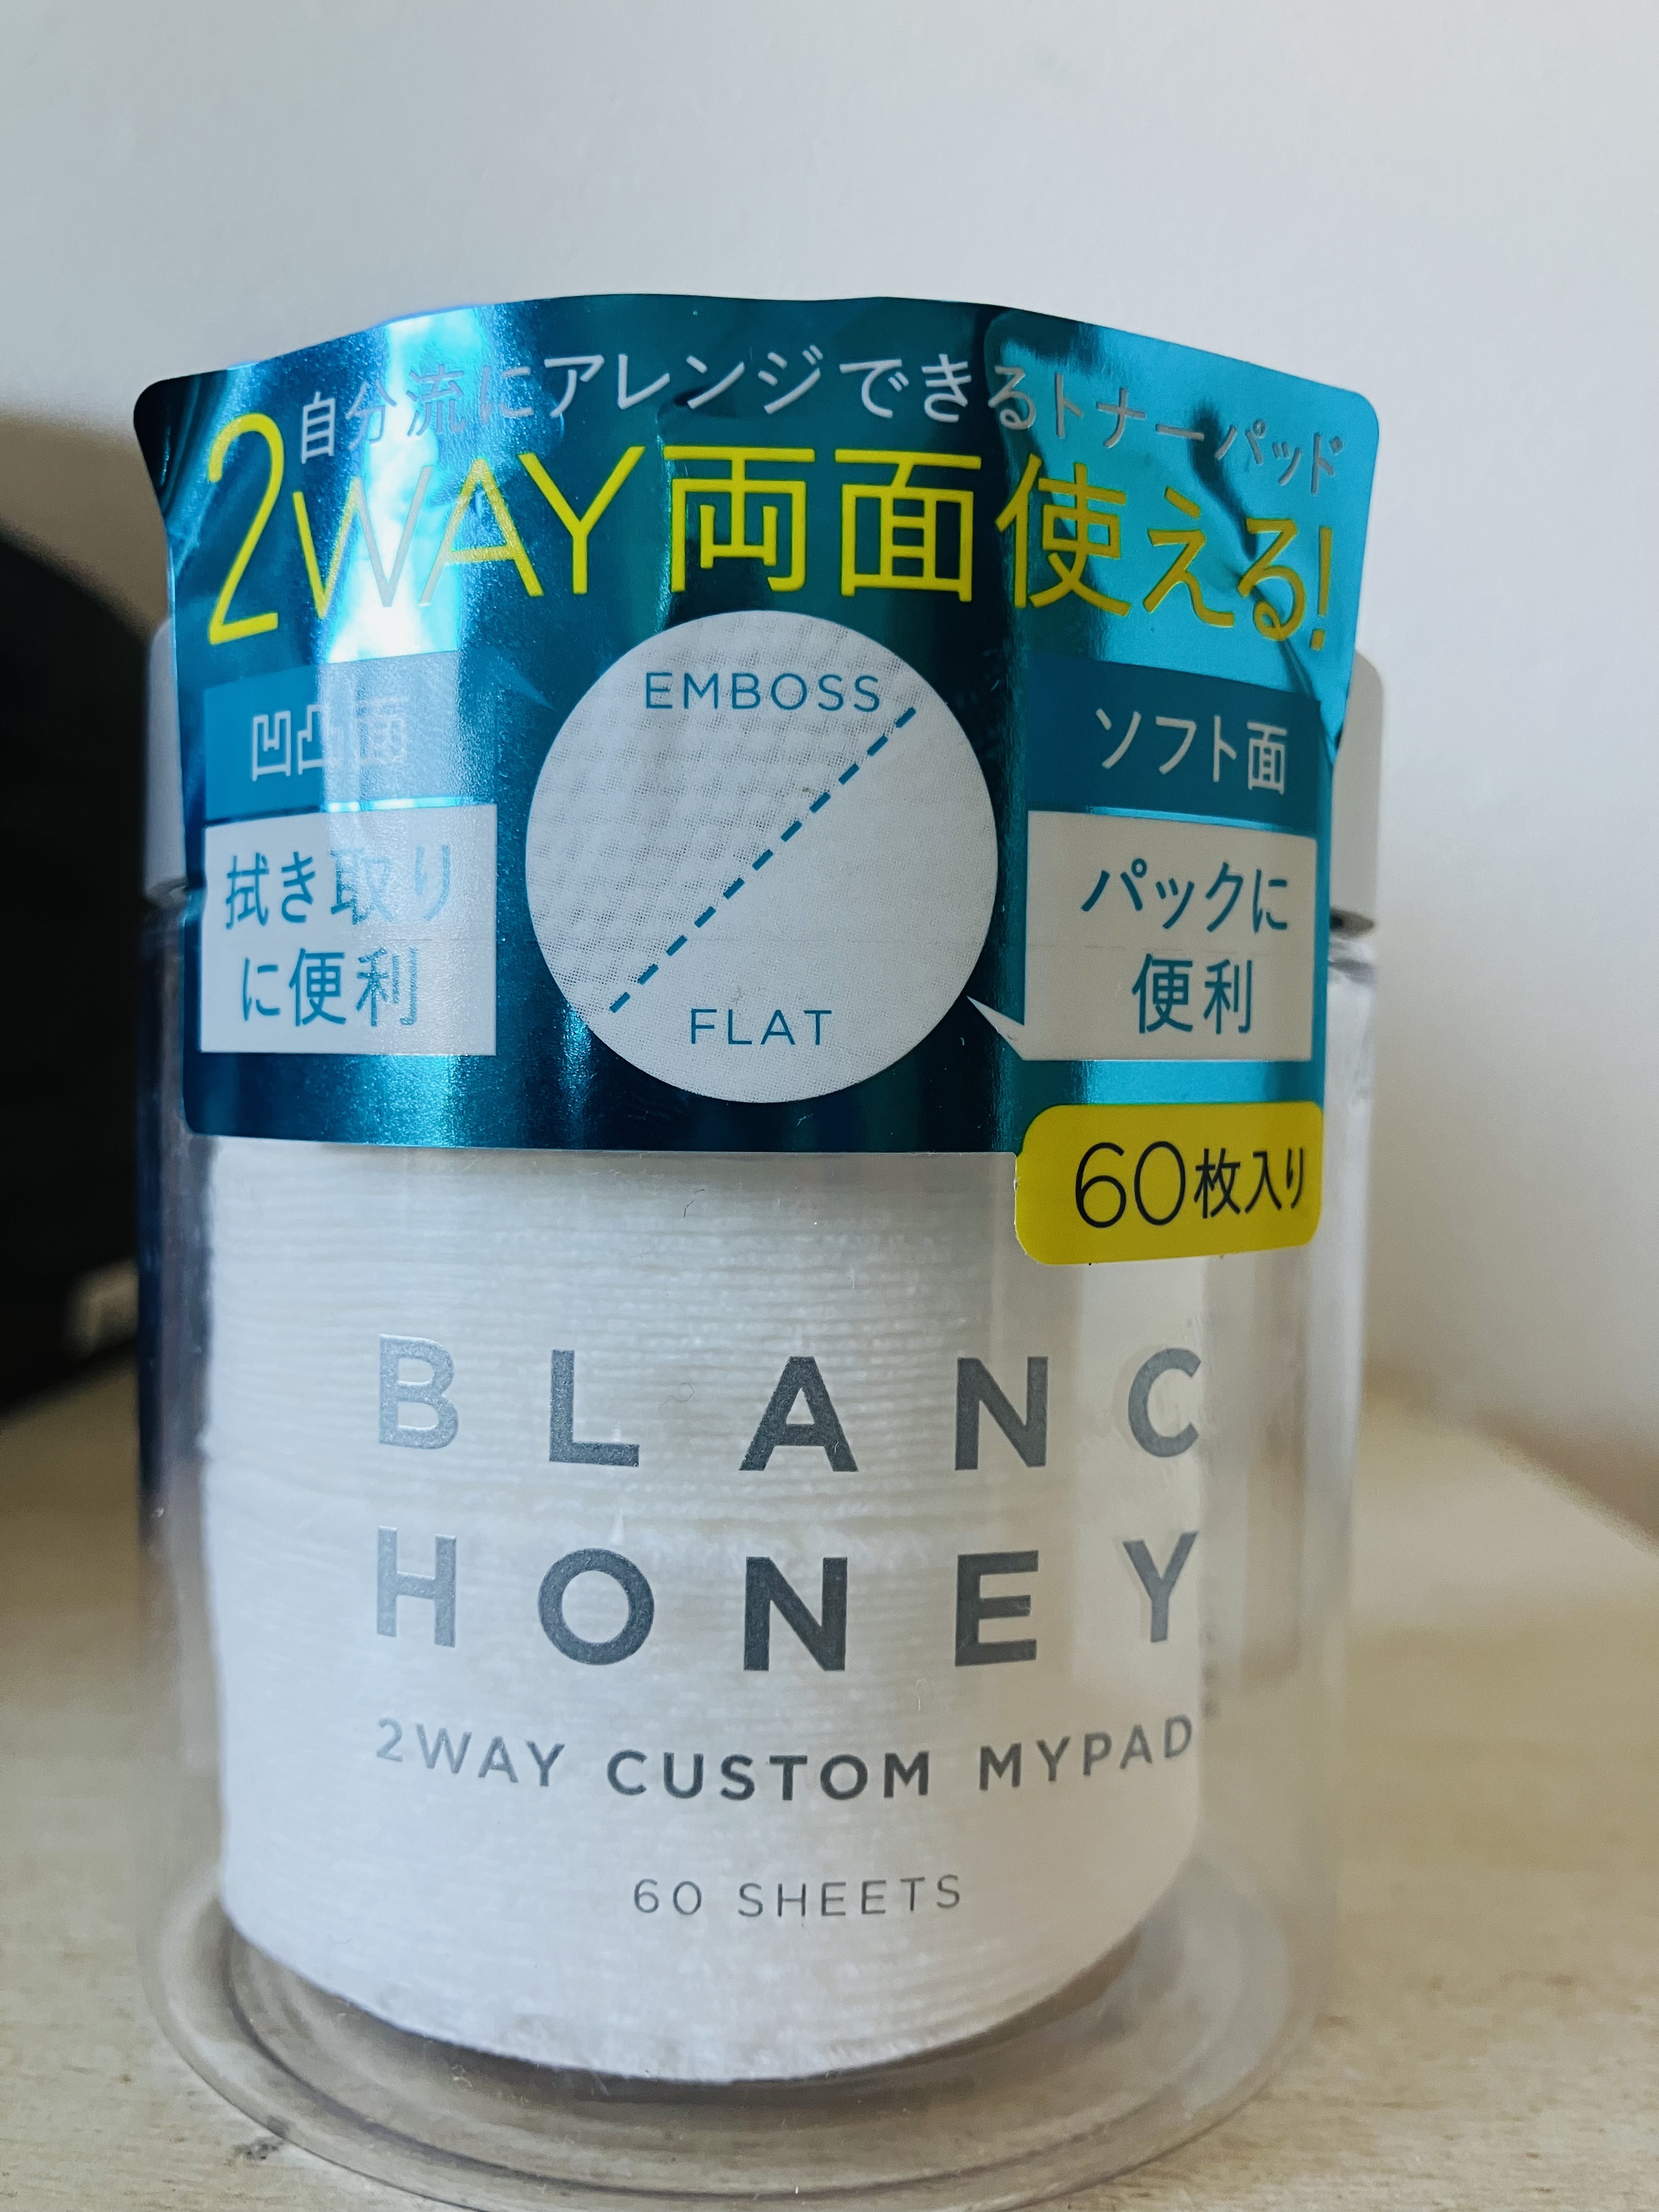 自分流にアレンジできるトナーパッド
2WAY両面使える!
凹凸面
拭き取り
に便利
EMBOSS
FLAT
ソフト面
パックに
便利
60枚入り
BLANC
HONEY
2WAY CUSTOM MYPAD
60 SHEETS